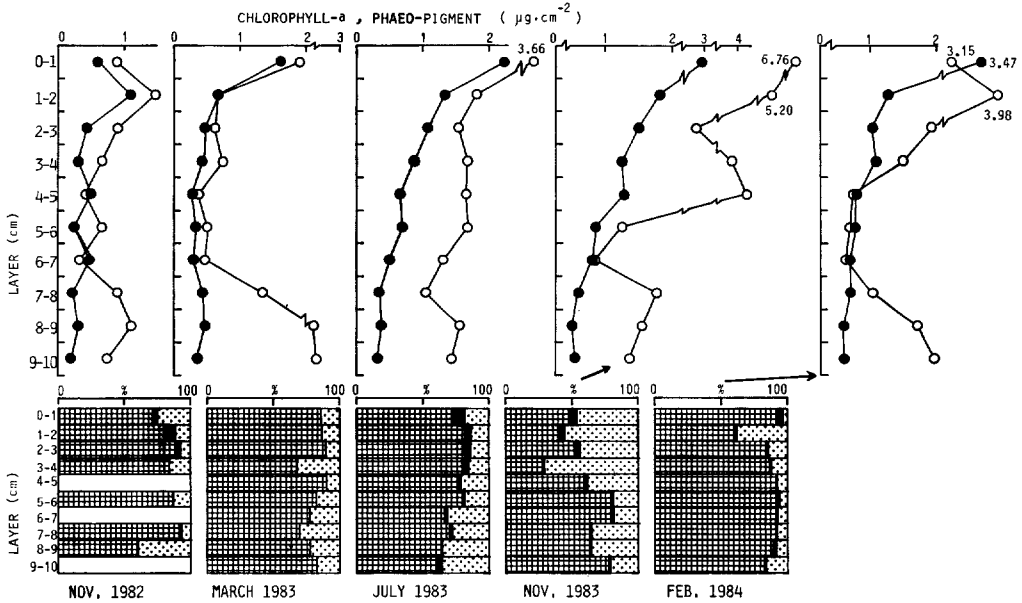 CHLOROPHYLL-a , PHAEO-PIGMENT ( µg·cm-2 )
0 1 0 1 2 3 0 1 2 0 1 2 3 4 0 1 2
3.66 6.76 5.20 3.15 3.47 3.98
LAYER (cm)
0-1
1-2
2-3
3-4
4-5
5-6
6-7
7-8
8-9
9-10
0 % 100 0 % 100 0 % 100 0 % 100 0 % 100
LAYER (cm)
0-1
1-2
2-3
3-4
4-5
5-6
6-7
7-8
8-9
9-10
NOV, 1982 MARCH 1983 JULY 1983 NOV, 1983 FEB, 1984